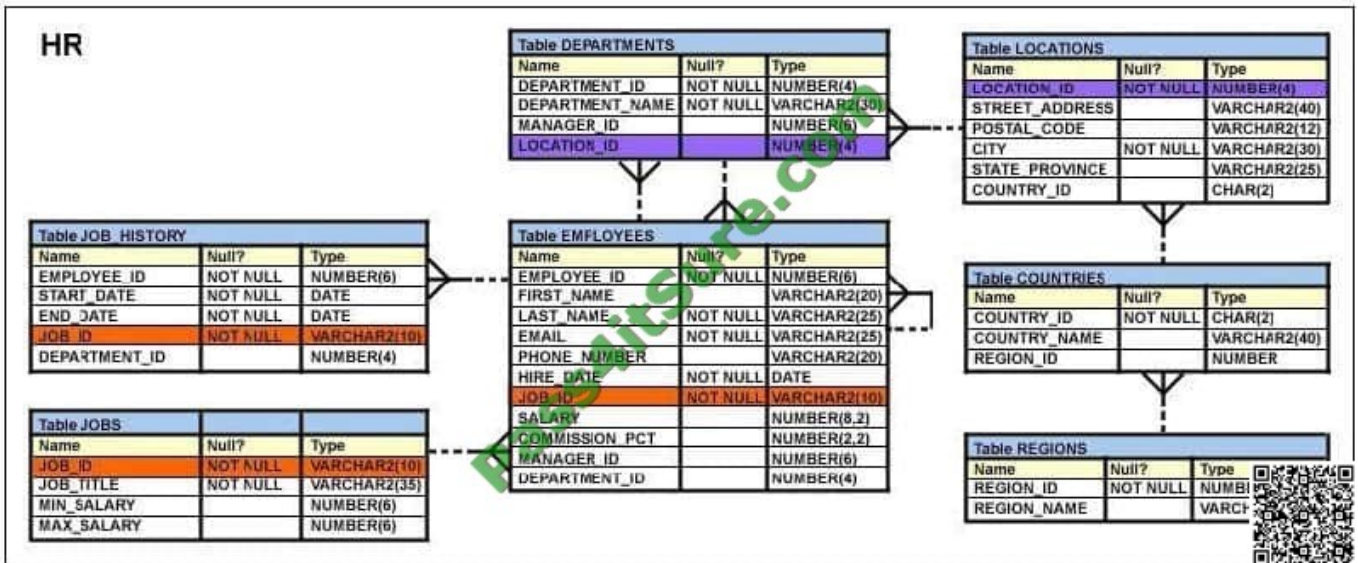 HR
Table DEPARTMENTS
Name Null? Type
DEPARTMENT_ID NOT NULL NUMBER(4)
DEPARTMENT_NAME NOT NULL VARCHAR2(30)
MANAGER_ID NUMBER(6)
LOCATION_ID NUMBER(4)
Table LOCATIONS
Name Null? Type
LOCATION_ID NOT NULL NUMBER(4)
STREET_ADDRESS VARCHAR2(40)
POSTAL_CODE VARCHAR2(12)
CITY NOT NULL VARCHAR2(30)
STATE_PROVINCE VARCHAR2(25)
COUNTRY_ID CHAR(2)
Table JOB_HISTORY
Name Null? Type
EMPLOYEE_ID NOT NULL NUMBER(6)
START_DATE NOT NULL DATE
END_DATE NOT NULL DATE
JOB_ID NOT NULL VARCHAR2(10)
DEPARTMENT_ID NUMBER(4)
Table EMPLOYEES
Name Null? Type
EMPLOYEE_ID NOT NULL NUMBER(6)
FIRST_NAME VARCHAR2(20)
LAST_NAME NOT NULL VARCHAR2(25)
EMAIL NOT NULL VARCHAR2(25)
PHONE_NUMBER VARCHAR2(20)
HIRE_DATE NOT NULL DATE
JOB_ID NOT NULL VARCHAR2(10)
SALARY NUMBER(8,2)
COMMISSION_PCT NUMBER(2,2)
MANAGER_ID NUMBER(6)
DEPARTMENT_ID NUMBER(4)
Table COUNTRIES
Name Null? Type
COUNTRY_ID NOT NULL CHAR(2)
COUNTRY_NAME VARCHAR2(40)
REGION_ID NUMBER
Table JOBS
Name Null? Type
JOB_ID NOT NULL VARCHAR2(10)
JOB_TITLE NOT NULL VARCHAR2(35)
MIN_SALARY NUMBER(6)
MAX_SALARY NUMBER(6)
Table REGIONS
Name Null? Type
REGION_ID NOT NULL
REGION_NAME
Pass4itSure.com